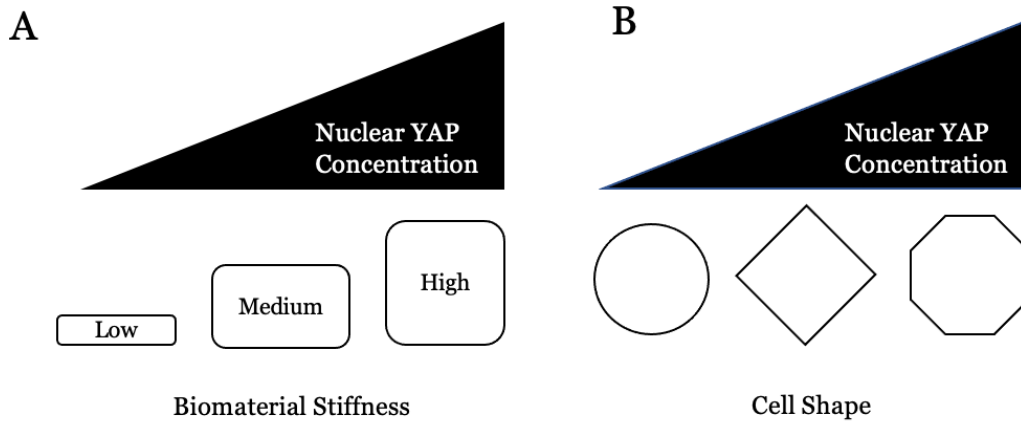 A
Nuclear YAP
Concentration
Low
Medium
High
Biomaterial Stiffness
B
Nuclear YAP
Concentration
Cell Shape